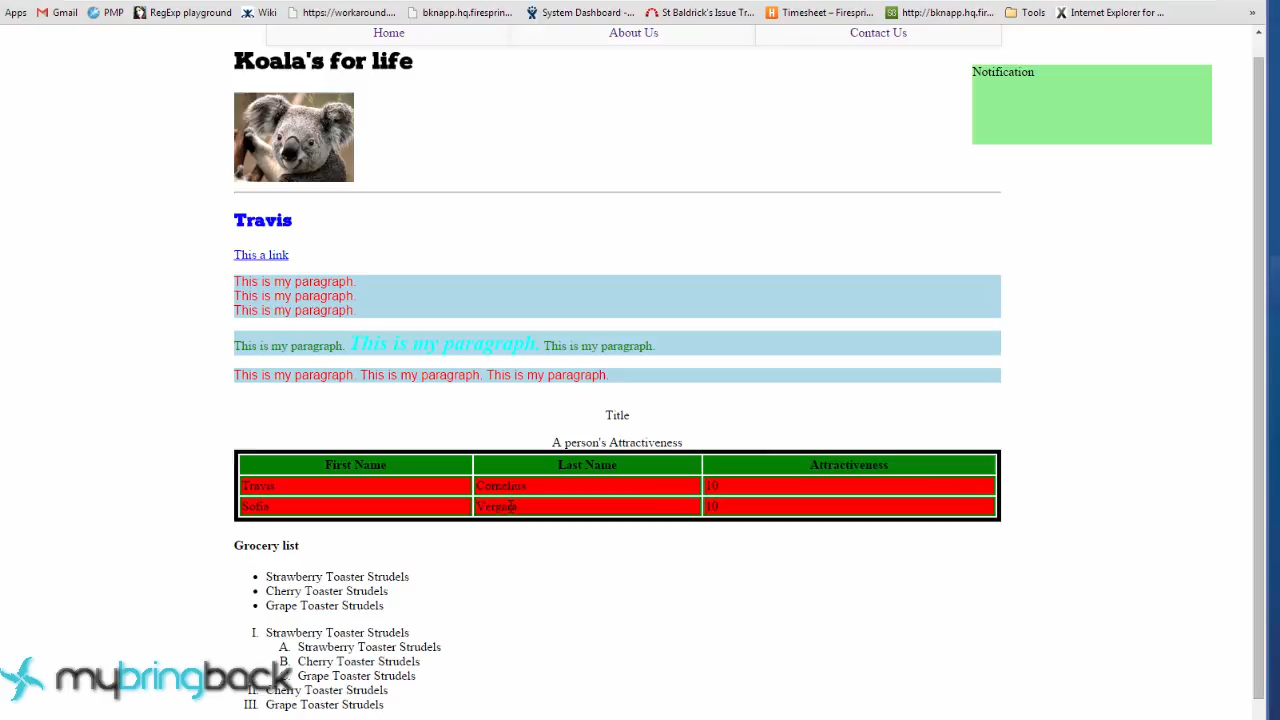 Apps Gmail PMP RegExp playground Wiki https://workaround.... bknapp.hq.firesprin... System Dashboard -... St Baldrick's Issue Tr... Timesheet – Firespri... http://bknapp.hq.fir... Tools Internet Explorer for ... »
Home About Us Contact Us
Koala's for life
Notification
Travis
This a link
This is my paragraph.
This is my paragraph.
This is my paragraph.
This is my paragraph. This is my paragraph. This is my paragraph.
This is my paragraph. This is my paragraph. This is my paragraph.
Title
A person's Attractiveness
First Name Last Name Attractiveness
Travis Cornelius 10
Sofia Vergara 10
Grocery list
• Strawberry Toaster Strudels
• Cherry Toaster Strudels
• Grape Toaster Strudels
I. Strawberry Toaster Strudels
A. Strawberry Toaster Strudels
B. Cherry Toaster Strudels
C. Grape Toaster Strudels
II. Cherry Toaster Strudels
III. Grape Toaster Strudels
mybringback